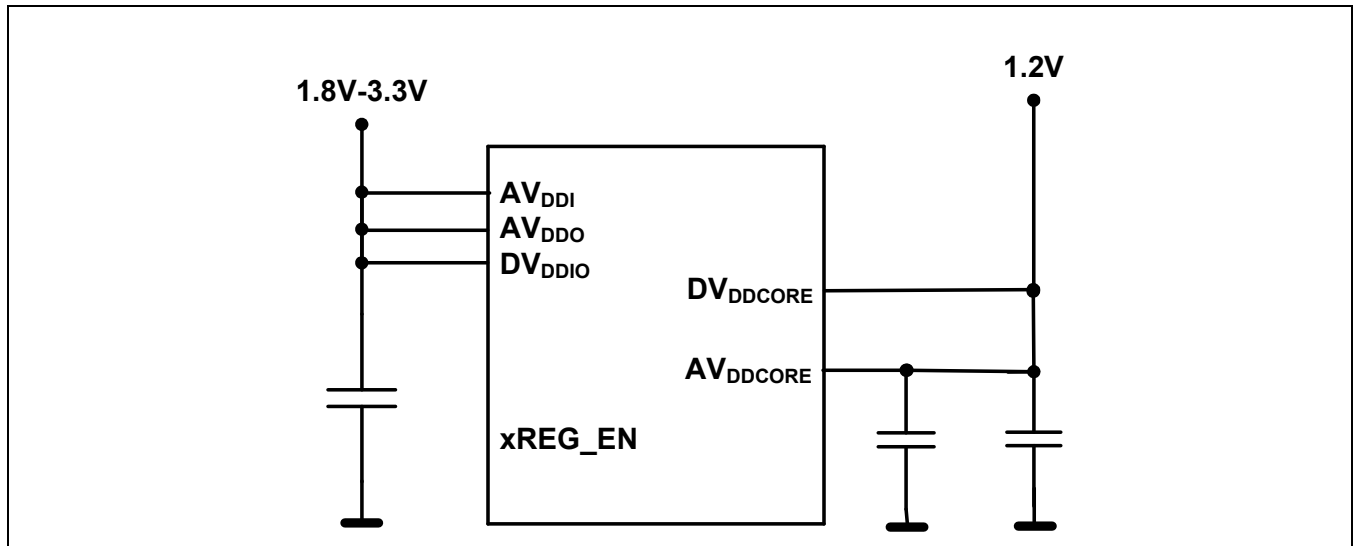 1.8V-3.3V
1.2V
AVDDI
AVDDO
DVDDIO
DVDDCORE
AVDDCORE
xREG_EN